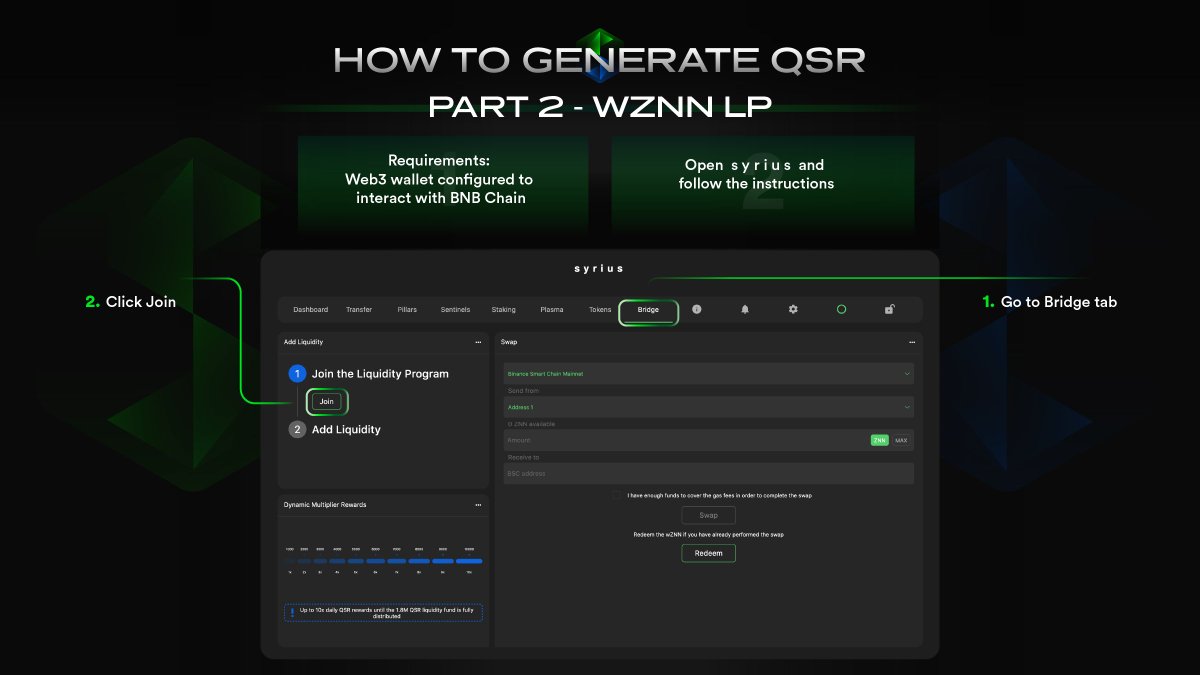 HOW TO GENERATE QSR
PART 2 - WZNN LP
Requirements:
Web3 wallet configured to
interact with BNB Chain
Open s y r i u s and
follow the instructions
2
2. Click Join
1. Go to Bridge tab
s y r i u s
Dashboard Transfer Pillars Sentinels Staking Plasma Tokens Bridge
Add Liquidity
1 Join the Liquidity Program
Join
2 Add Liquidity
Dynamic Multiplier Rewards
Up to 10x daily QSR rewards until the 1.8M QSR liquidity fund is fully
distributed
Swap
Binance Smart Chain Mainnet
Send from
Address 1
0 ZNN available
Amount ZNN MAX
Receive to
BSC address
I have enough funds to cover the gas fees in order to complete the swap
Swap
Redeem the wZNN if you have already performed the swap
Redeem